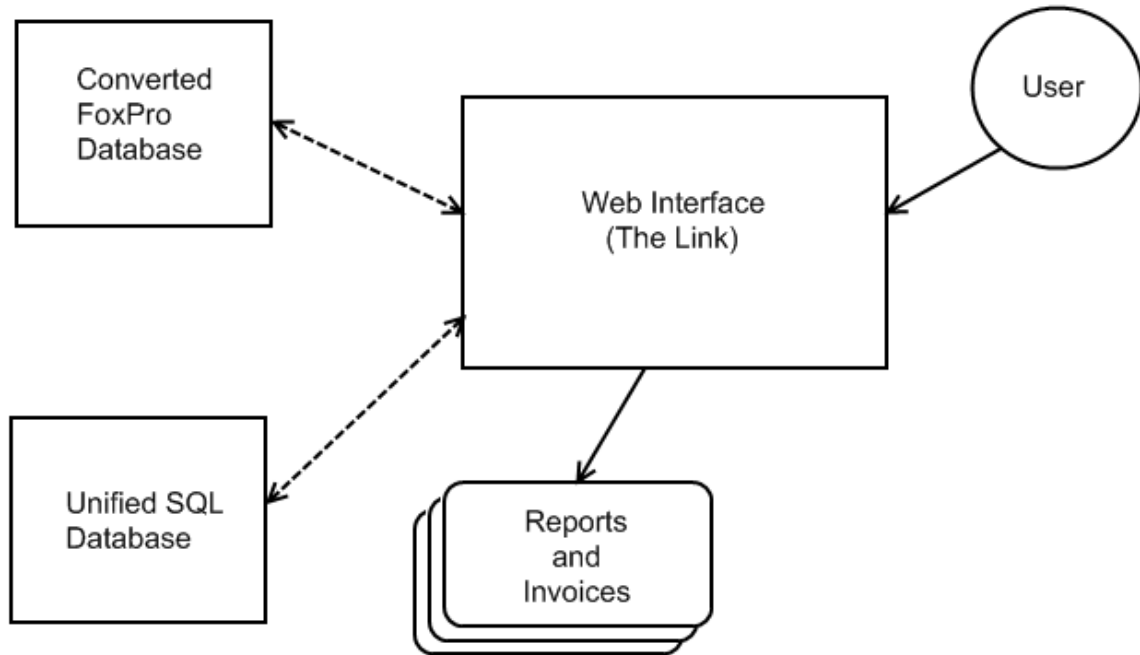 Converted
FoxPro
Database
User
Web Interface
(The Link)
Unified SQL
Database
Reports
and
Invoices